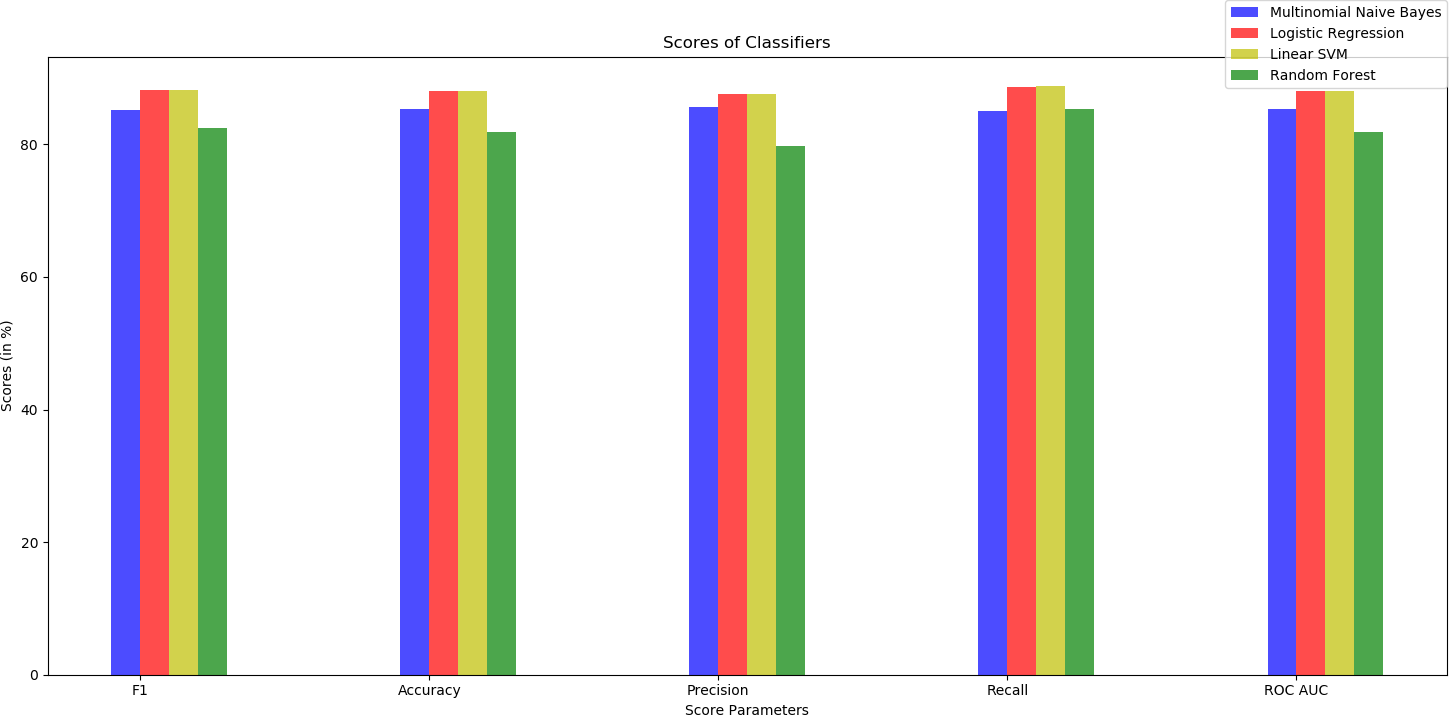 Multinomial Naive Bayes
Logistic Regression
Linear SVM
Random Forest
Scores of Classifiers
80
60
40
20
0
Scores (in %)
F1
Accuracy
Precision
Recall
ROC AUC
Score Parameters